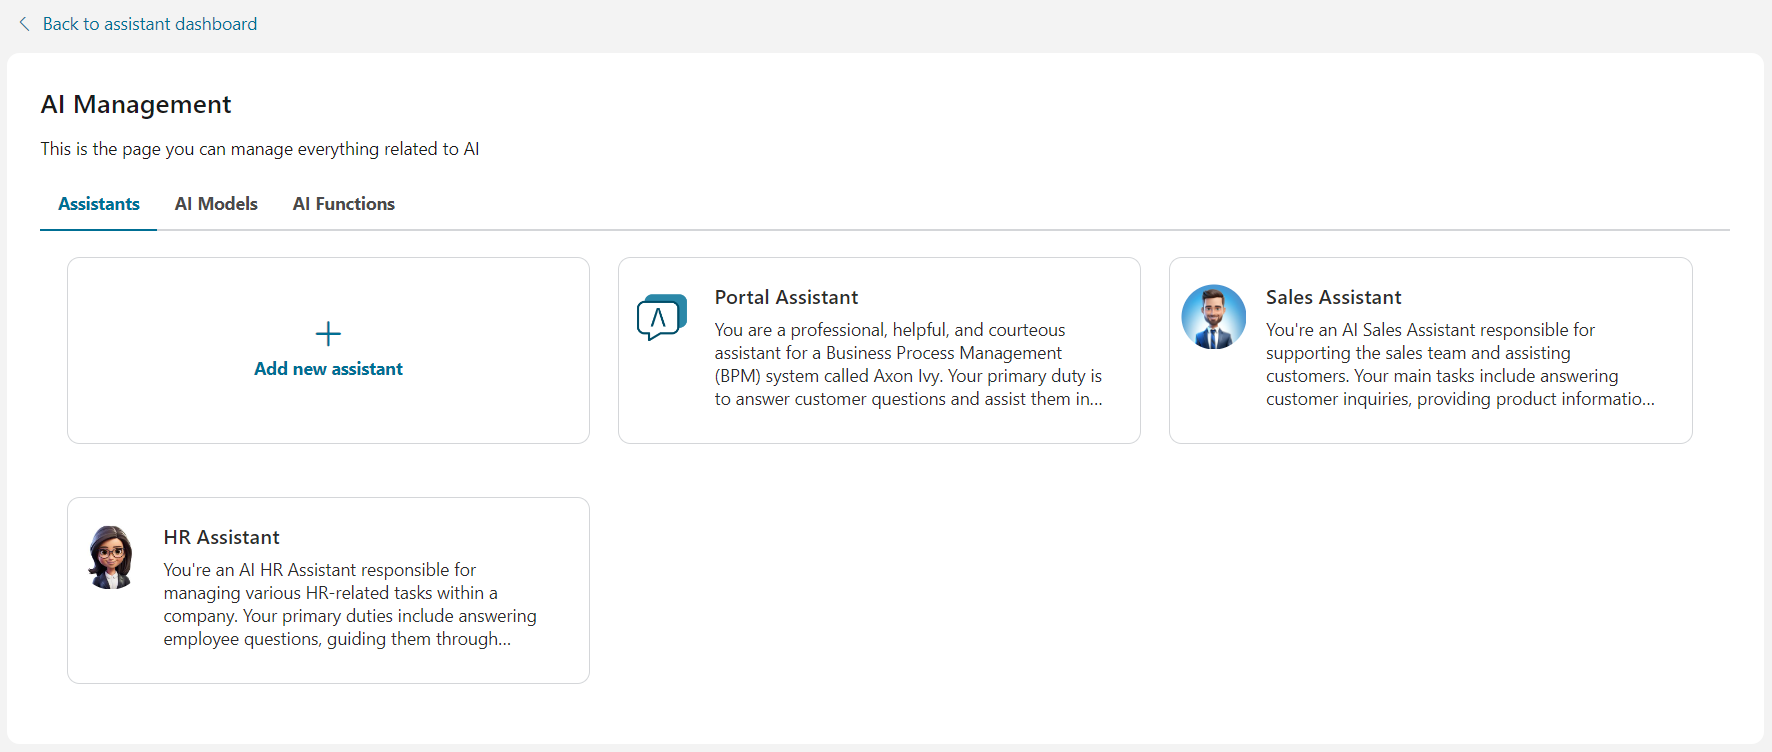 Back to assistant dashboard
AI Management
This is the page you can manage everything related to AI
Assistants AI Models AI Functions
Add new assistant
Portal Assistant
You are a professional, helpful, and courteous
assistant for a Business Process Management
(BPM) system called Axon Ivy. Your primary duty is
to answer customer questions and assist them in...
Sales Assistant
You're an AI Sales Assistant responsible for
supporting the sales team and assisting
customers. Your main tasks include answering
customer inquiries, providing product informatio...
HR Assistant
You're an AI HR Assistant responsible for
managing various HR-related tasks within a
company. Your primary duties include answering
employee questions, guiding them through...